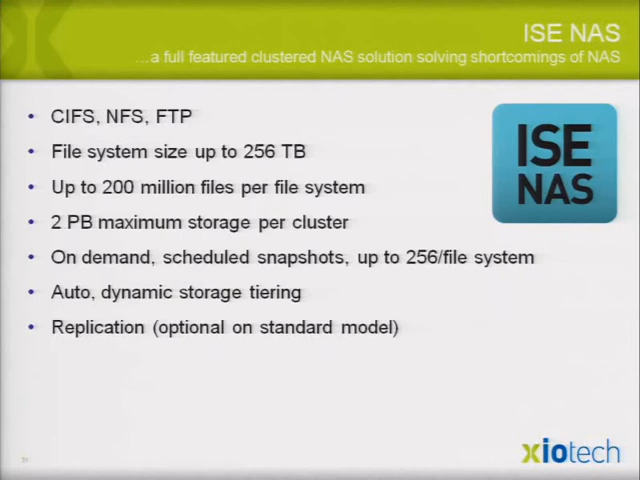 ISE NAS
...a full featured clustered NAS solution solving shortcomings of NAS
• CIFS, NFS, FTP
• File system size up to 256 TB
• Up to 200 million files per file system
• 2 PB maximum storage per cluster
• On demand, scheduled snapshots, up to 256/file system
• Auto, dynamic storage tiering
• Replication (optional on standard model)
ISE
NAS
xiotech